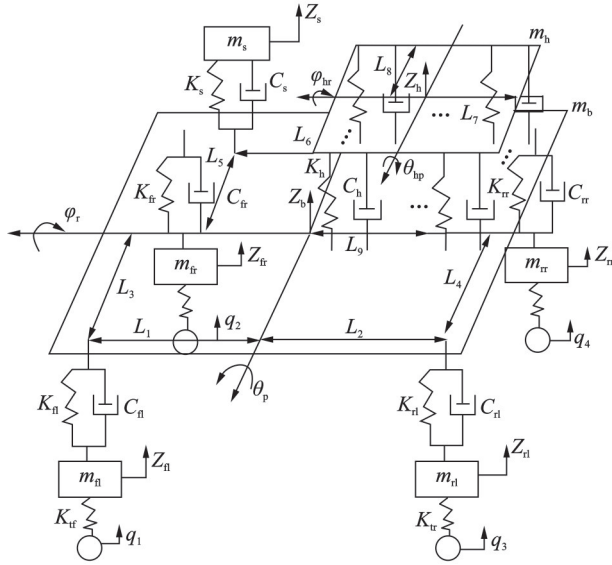 Z_s
m_s
m_h
L_8
Z_h
φ_hr
K_s
C_s
m_b
L_7
L_6
L_5
K_h
θ_hp
K_fr
C_fr
C_h
K_rr
C_rr
Z_b
φ_r
L_9
m_fr
Z_fr
L_4
m_rr
Z_rr
L_3
L_1
q_2
L_2
q_4
θ_p
K_fl
C_fl
K_rl
C_rl
Z_fl
Z_rl
m_fl
m_rl
K_tf
q_1
K_tr
q_3